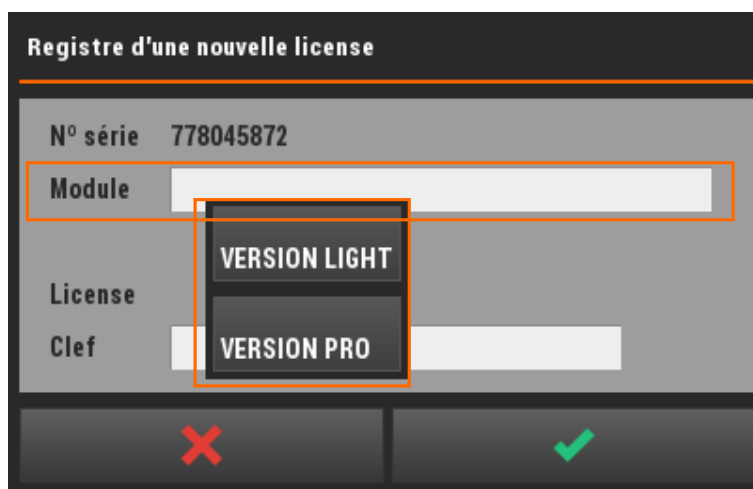 Registre d'une nouvelle license
Nº série 778045872
Module
VERSION LIGHT
License
Clef
VERSION PRO